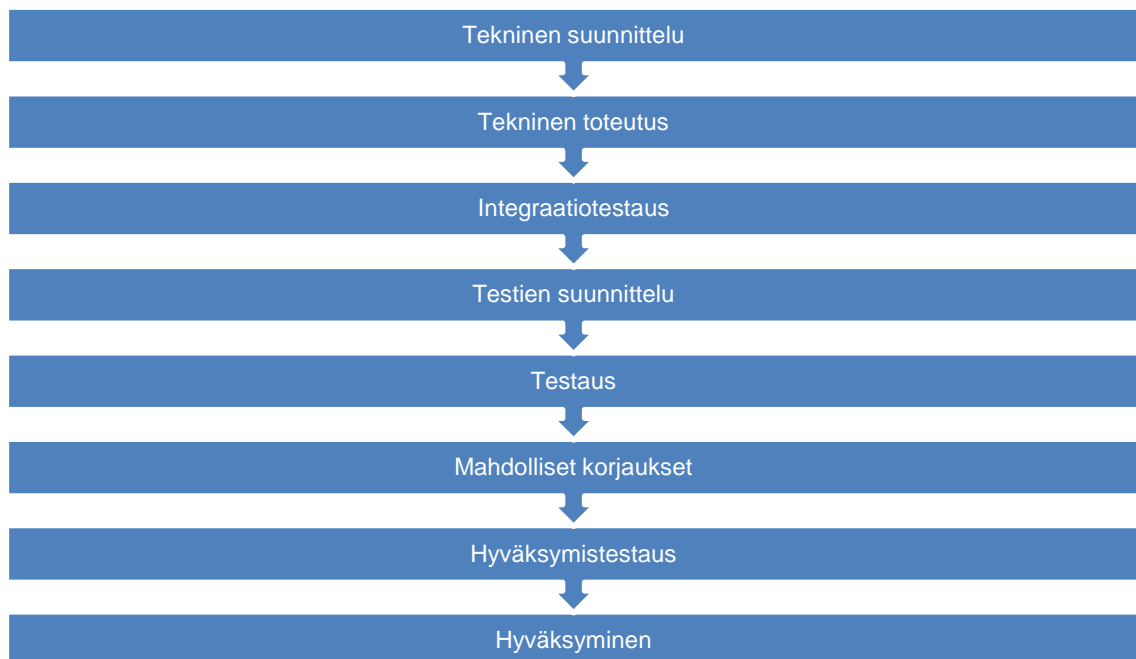 Tekninen suunnittelu
Tekninen toteutus
Integraatiotestaus
Testien suunnittelu
Testaus
Mahdolliset korjaukset
Hyväksymistestaus
Hyväksyminen